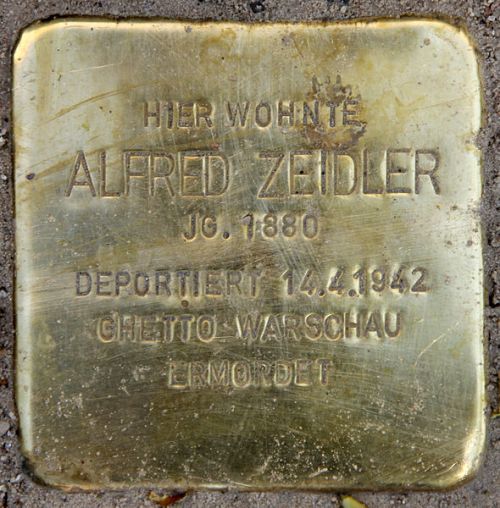 HIER WOHNTE
ALFRED ZEIDLER
JG. 1880
DEPORTIERT 14.4.1942
GHETTO WARSCHAU
ERMORDET